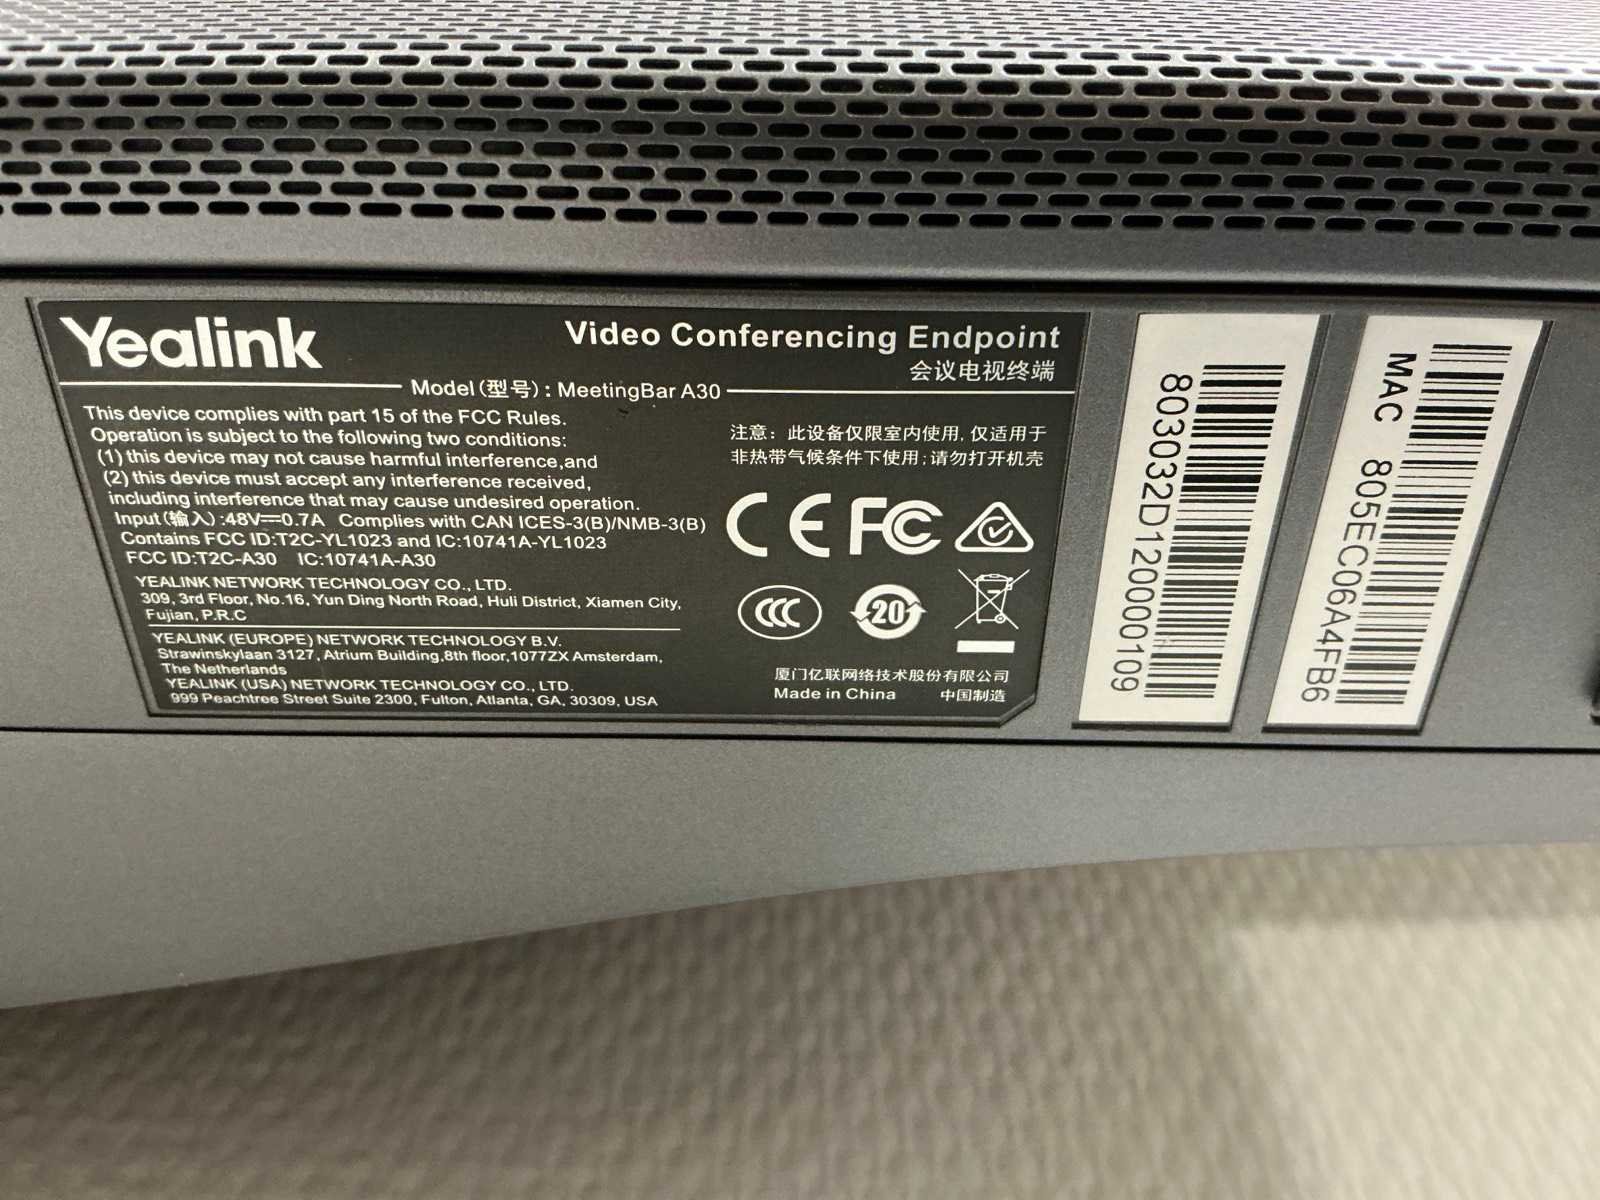 Yealink
Video Conferencing Endpoint
会议电视终端
Model(型号): MeetingBar A30
This device complies with part 15 of the FCC Rules.
Operation is subject to the following two conditions:
(1) this device may not cause harmful interference,and
(2) this device must accept any interference received,
including interference that may cause undesired operation.
Input(输入):48V⎓0.7A Complies with CAN ICES-3(B)/NMB-3(B)
Contains FCC ID:T2C-YL1023 and IC:10741A-YL1023
FCC ID:T2C-A30 IC:10741A-A30
YEALINK NETWORK TECHNOLOGY CO., LTD.
309, 3rd Floor, No.16, Yun Ding North Road, Huli District, Xiamen City,
Fujian, P.R.C
YEALINK (EUROPE) NETWORK TECHNOLOGY B.V.
Strawinskylaan 3127, Atrium Building,8th floor,1077ZX Amsterdam,
The Netherlands
YEALINK (USA) NETWORK TECHNOLOGY CO., LTD.
999 Peachtree Street Suite 2300, Fulton, Atlanta, GA, 30309, USA
注意: 此设备仅限室内使用, 仅适用于
非热带气候条件下使用; 请勿打开机壳
CE FC
CCC 20
厦门亿联网络技术股份有限公司
Made in China 中国制造
803032D120000109
MAC 805EC06A4FB6